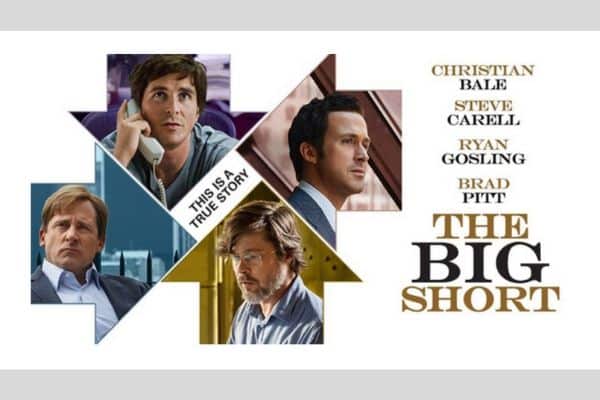 THIS IS A
TRUE STORY
CHRISTIAN
BALE
STEVE
CARELL
RYAN
GOSLING
BRAD
PITT
THE
BIG
SHORT